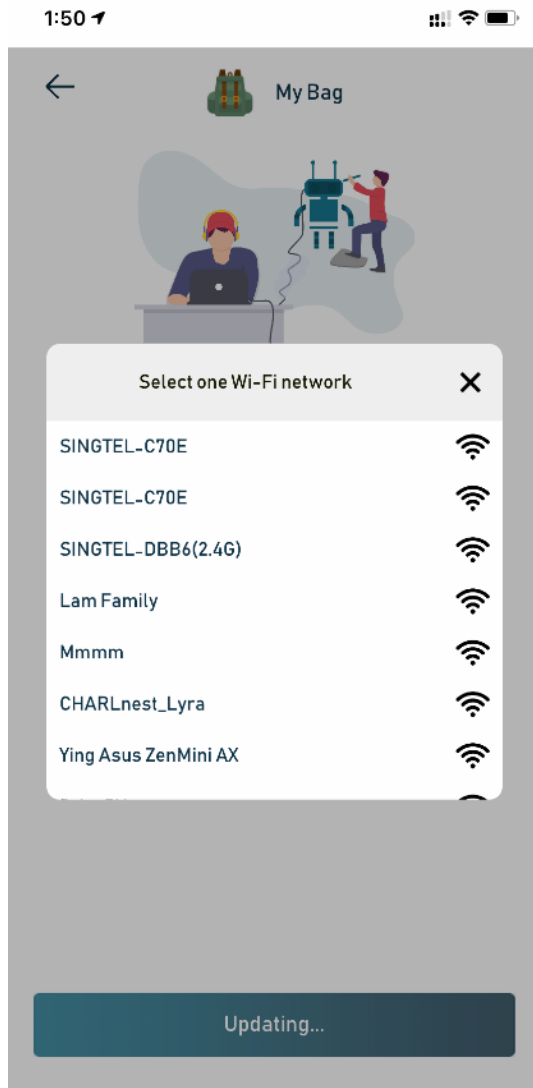 1:50
My Bag
Select one Wi-Fi network
SINGTEL-C70E
SINGTEL-C70E
SINGTEL-DBB6(2.4G)
Lam Family
Mmmm
CHARLnest_Lyra
Ying Asus ZenMini AX
Updating...